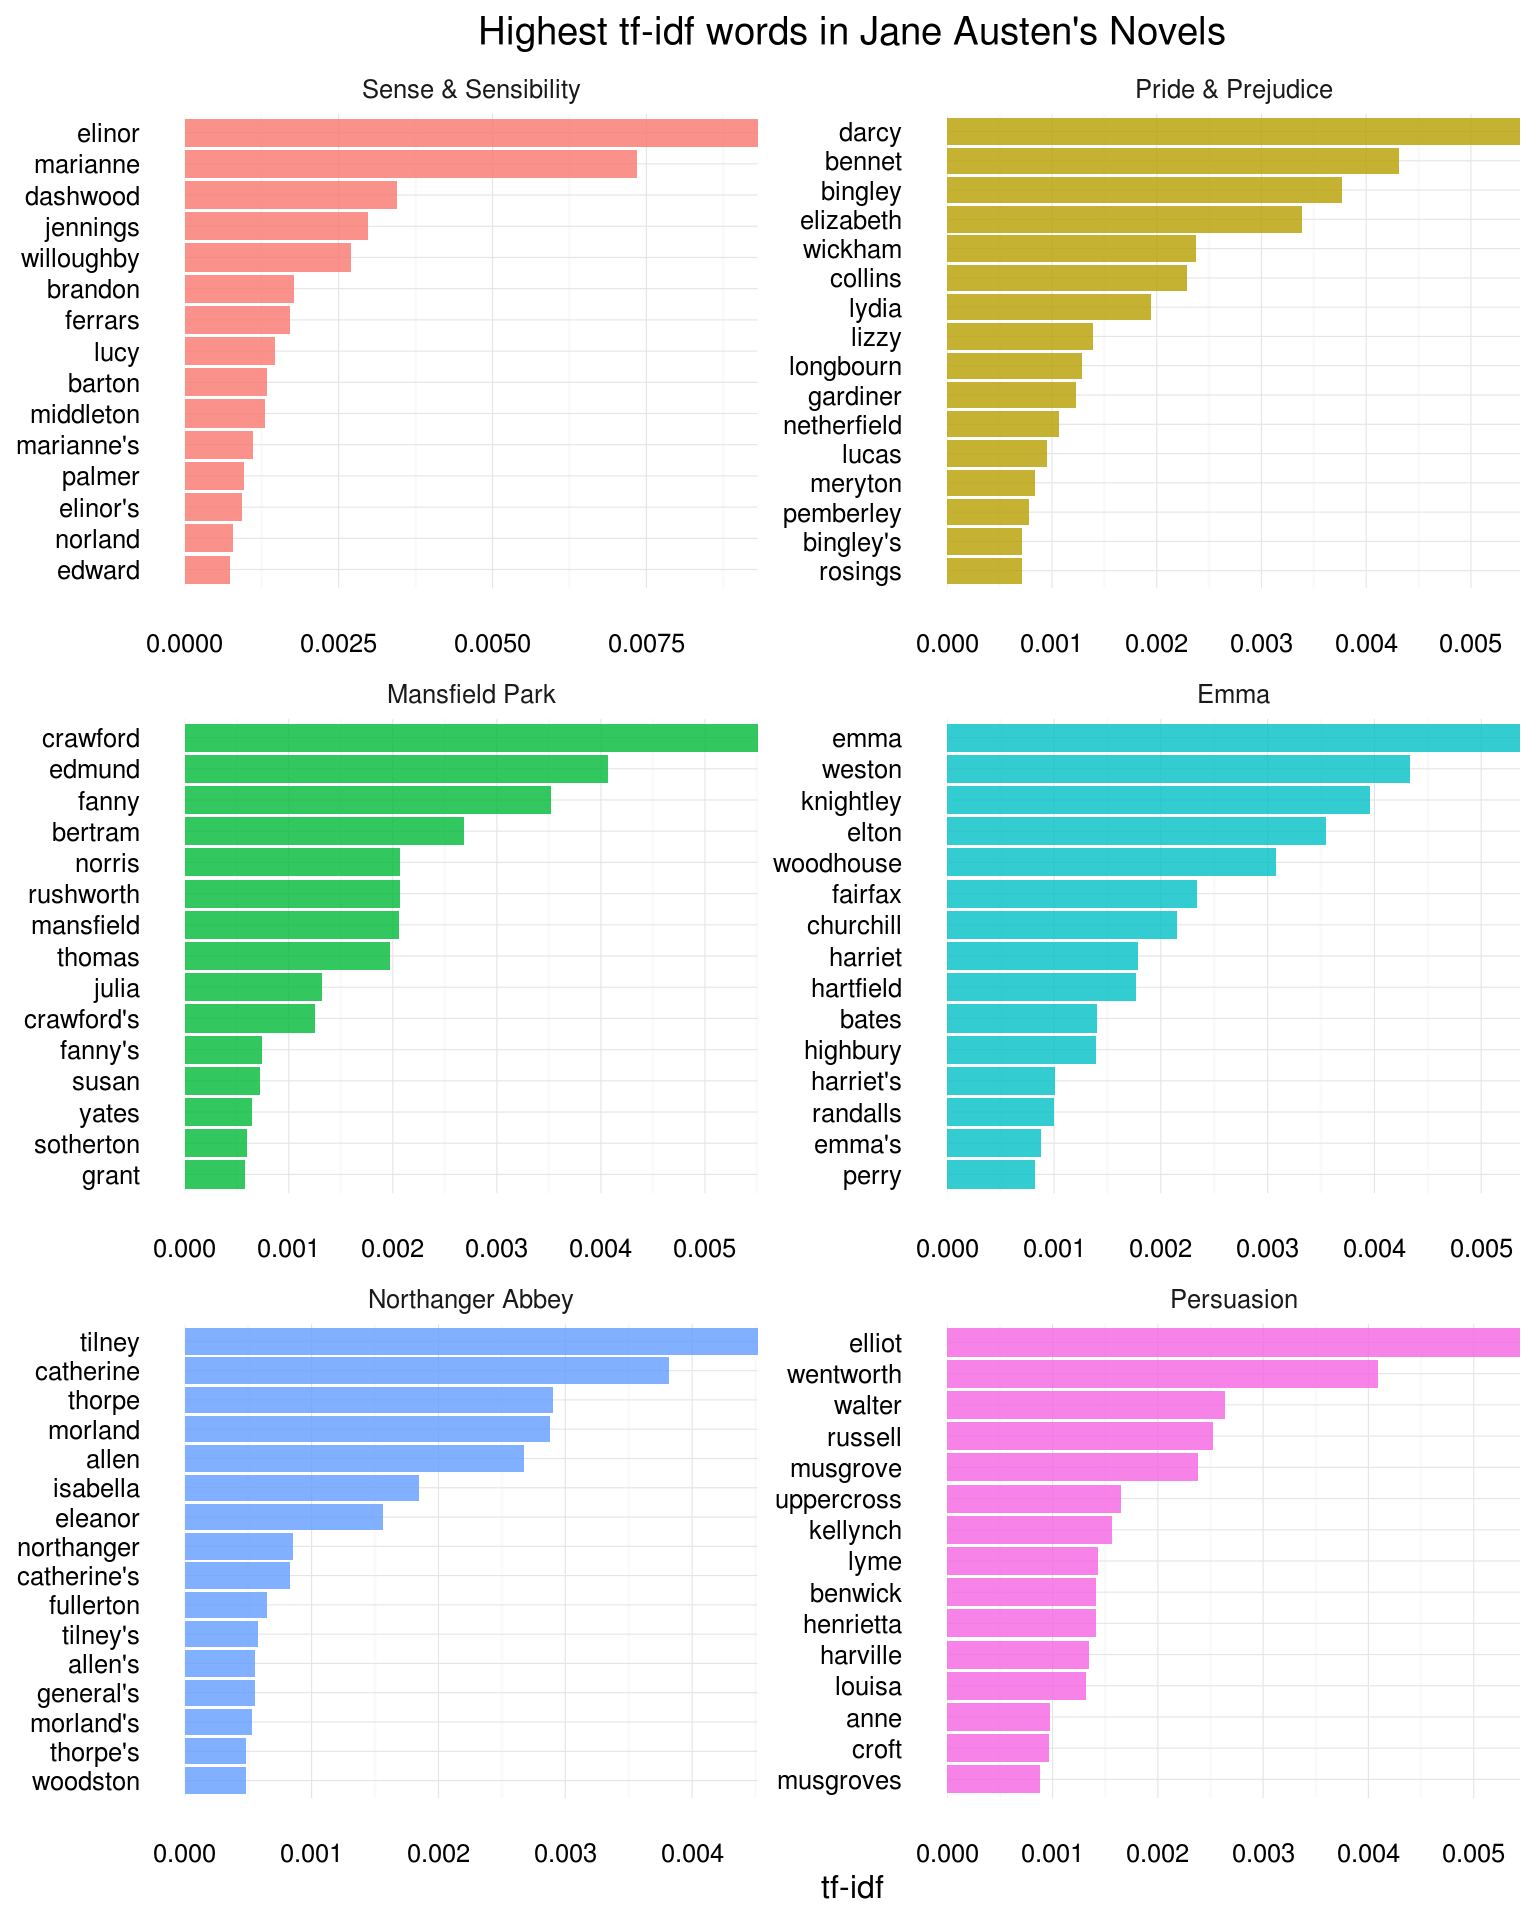 Highest tf-idf words in Jane Austen's Novels
Sense & Sensibility
elinor
marianne
dashwood
jennings
willoughby
brandon
ferrars
lucy
barton
middleton
marianne's
palmer
elinor's
norland
edward
0.0000 0.0025 0.0050 0.0075
Pride & Prejudice
darcy
bennet
bingley
elizabeth
wickham
collins
lydia
lizzy
longbourn
gardiner
netherfield
lucas
meryton
pemberley
bingley's
rosings
0.000 0.001 0.002 0.003 0.004 0.005
Mansfield Park
crawford
edmund
fanny
bertram
norris
rushworth
mansfield
thomas
julia
crawford's
fanny's
susan
yates
sotherton
grant
0.000 0.001 0.002 0.003 0.004 0.005
Emma
emma
weston
knightley
elton
woodhouse
fairfax
churchill
harriet
hartfield
bates
highbury
harriet's
randalls
emma's
perry
0.000 0.001 0.002 0.003 0.004 0.005
Northanger Abbey
tilney
catherine
thorpe
morland
allen
isabella
eleanor
northanger
catherine's
fullerton
tilney's
allen's
general's
morland's
thorpe's
woodston
0.000 0.001 0.002 0.003 0.004
Persuasion
elliot
wentworth
walter
russell
musgrove
uppercross
kellynch
lyme
benwick
henrietta
harville
louisa
anne
croft
musgroves
0.000 0.001 0.002 0.003 0.004 0.005
tf-idf